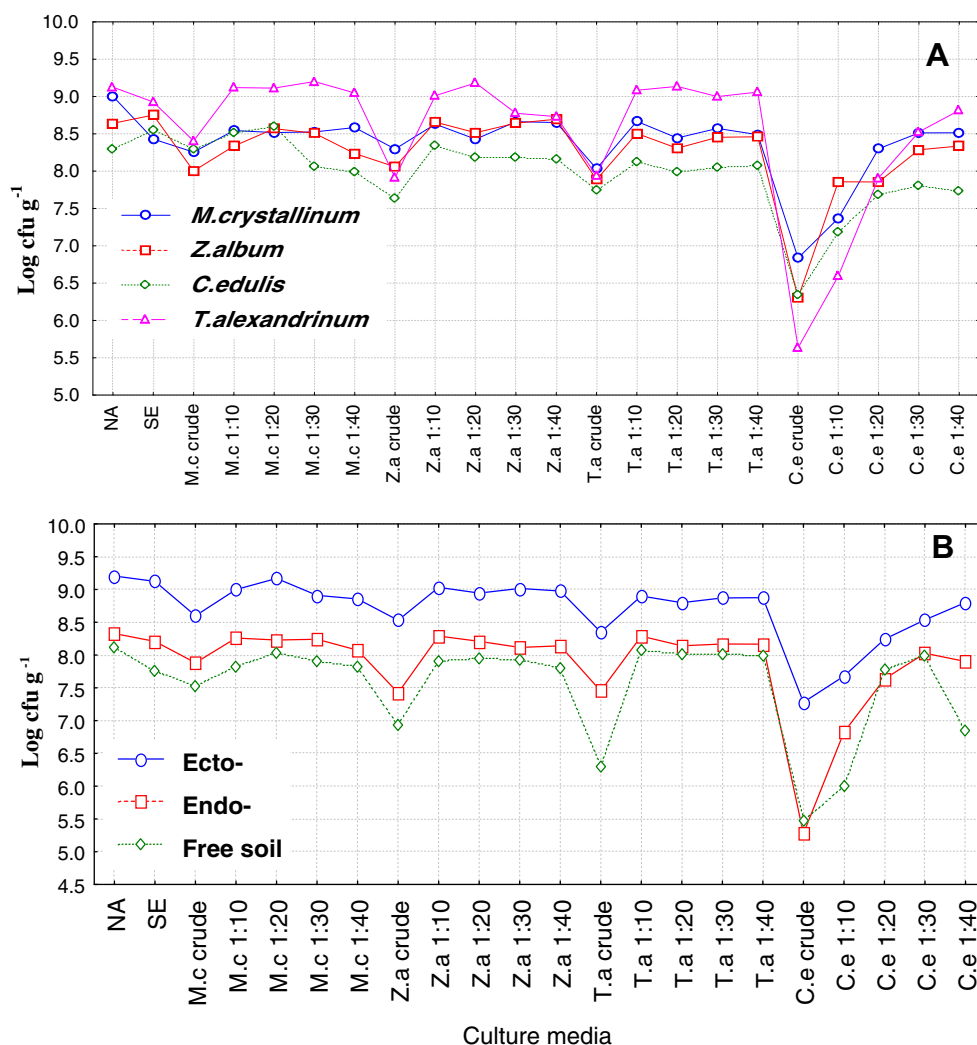 A
10.0
9.5
9.0
8.5
8.0
7.5
7.0
6.5
6.0
5.5
5.0
Log cfu g-1
M.crystallinum
Z.album
C.edulis
T.alexandrinum
NA
SE
M.c crude
M.c 1:10
M.c 1:20
M.c 1:30
M.c 1:40
Z.a crude
Z.a 1:10
Z.a 1:20
Z.a 1:30
Z.a 1:40
T.a crude
T.a 1:10
T.a 1:20
T.a 1:30
T.a 1:40
C.e crude
C.e 1:10
C.e 1:20
C.e 1:30
C.e 1:40
B
10.0
9.5
9.0
8.5
8.0
7.5
7.0
6.5
6.0
5.5
5.0
4.5
Log cfu g-1
Ecto-
Endo-
Free soil
NA
SE
M.c crude
M.c 1:10
M.c 1:20
M.c 1:30
M.c 1:40
Z.a crude
Z.a 1:10
Z.a 1:20
Z.a 1:30
Z.a 1:40
T.a crude
T.a 1:10
T.a 1:20
T.a 1:30
T.a 1:40
C.e crude
C.e 1:10
C.e 1:20
C.e 1:30
C.e 1:40
Culture media